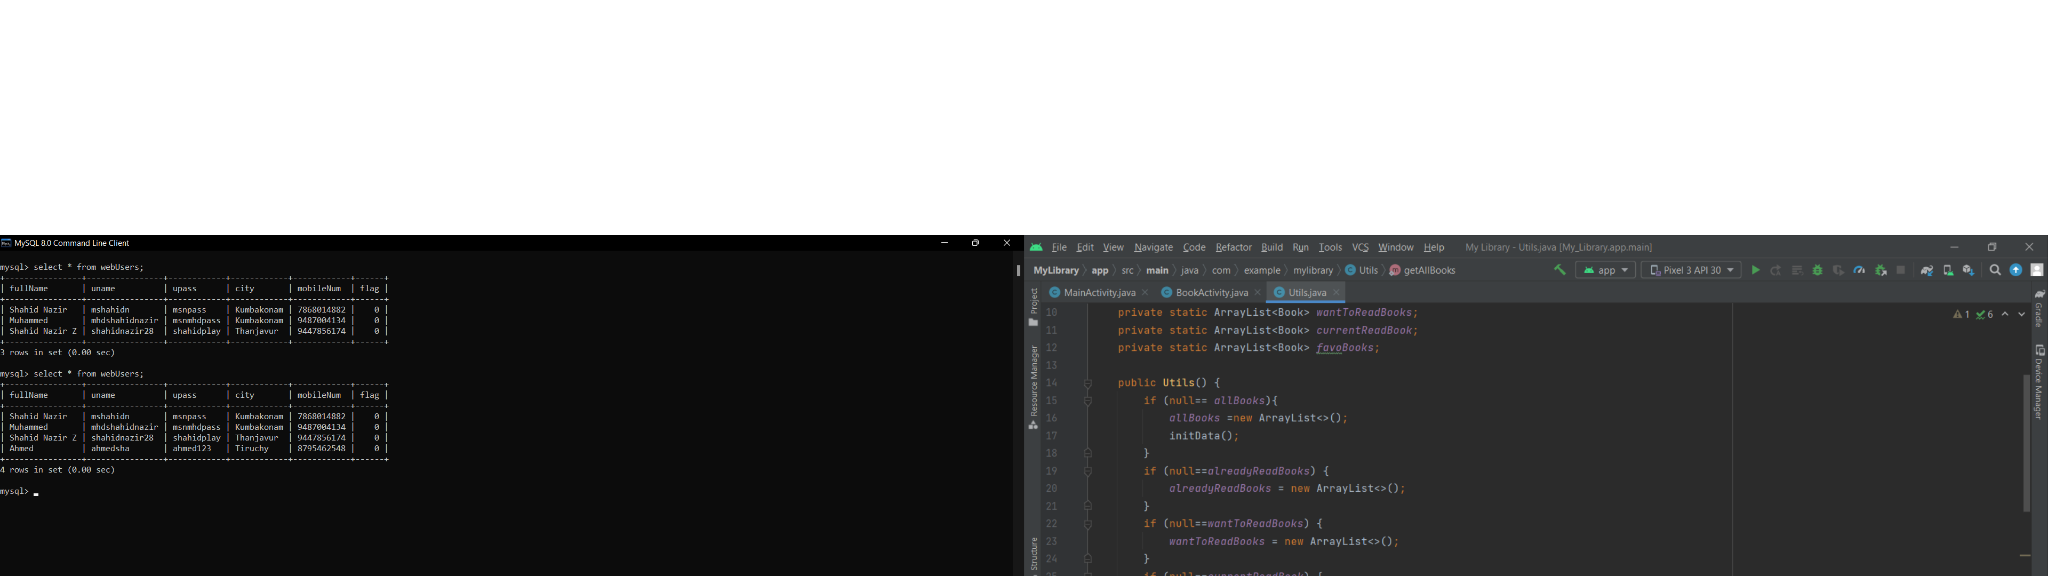 MySQL 8.0 Command Line Client
mysql> select * from webUsers;
| fullName | uname | upass | city | mobileNum | flag |
| Shahid Nazir | mshahidn | msnpass | Kumbakonam | 7868014882 | 0 |
| Muhammed | mhdshahidnazir | msnmhdpass | Kumbakonam | 9487004134 | 0 |
| Shahid Nazir Z | shahidnazir28 | shahidplay | Thanjavur | 9447856174 | 0 |
3 rows in set (0.00 sec)
mysql> select * from webUsers;
| fullName | uname | upass | city | mobileNum | flag |
| Shahid Nazir | mshahidn | msnpass | Kumbakonam | 7868014882 | 0 |
| Muhammed | mhdshahidnazir | msnmhdpass | Kumbakonam | 9487004134 | 0 |
| Shahid Nazir Z | shahidnazir28 | shahidplay | Thanjavur | 9447856174 | 0 |
| Ahmed | ahmedsha | ahmed123 | Tiruchy | 8795462548 | 0 |
4 rows in set (0.00 sec)
mysql>
File Edit View Navigate Code Refactor Build Run Tools VCS Window Help My Library - Utils.java [My_Library.app.main]
MyLibrary app src main java com example mylibrary Utils getAllBooks app Pixel 3 API 30
MainActivity.java BookActivity.java Utils.java
Project
Resource Manager
Structure
10 private static ArrayList<Book> wantToReadBooks;
11 private static ArrayList<Book> currentReadBook;
12 private static ArrayList<Book> favoBooks;
13
14 public Utils() {
15 if (null== allBooks){
16 allBooks =new ArrayList<>();
17 initData();
18 }
19 if (null==alreadyReadBooks) {
20 alreadyReadBooks = new ArrayList<>();
21 }
22 if (null==wantToReadBooks) {
23 wantToReadBooks = new ArrayList<>();
24 }
1 6
Gradle
Device Manager